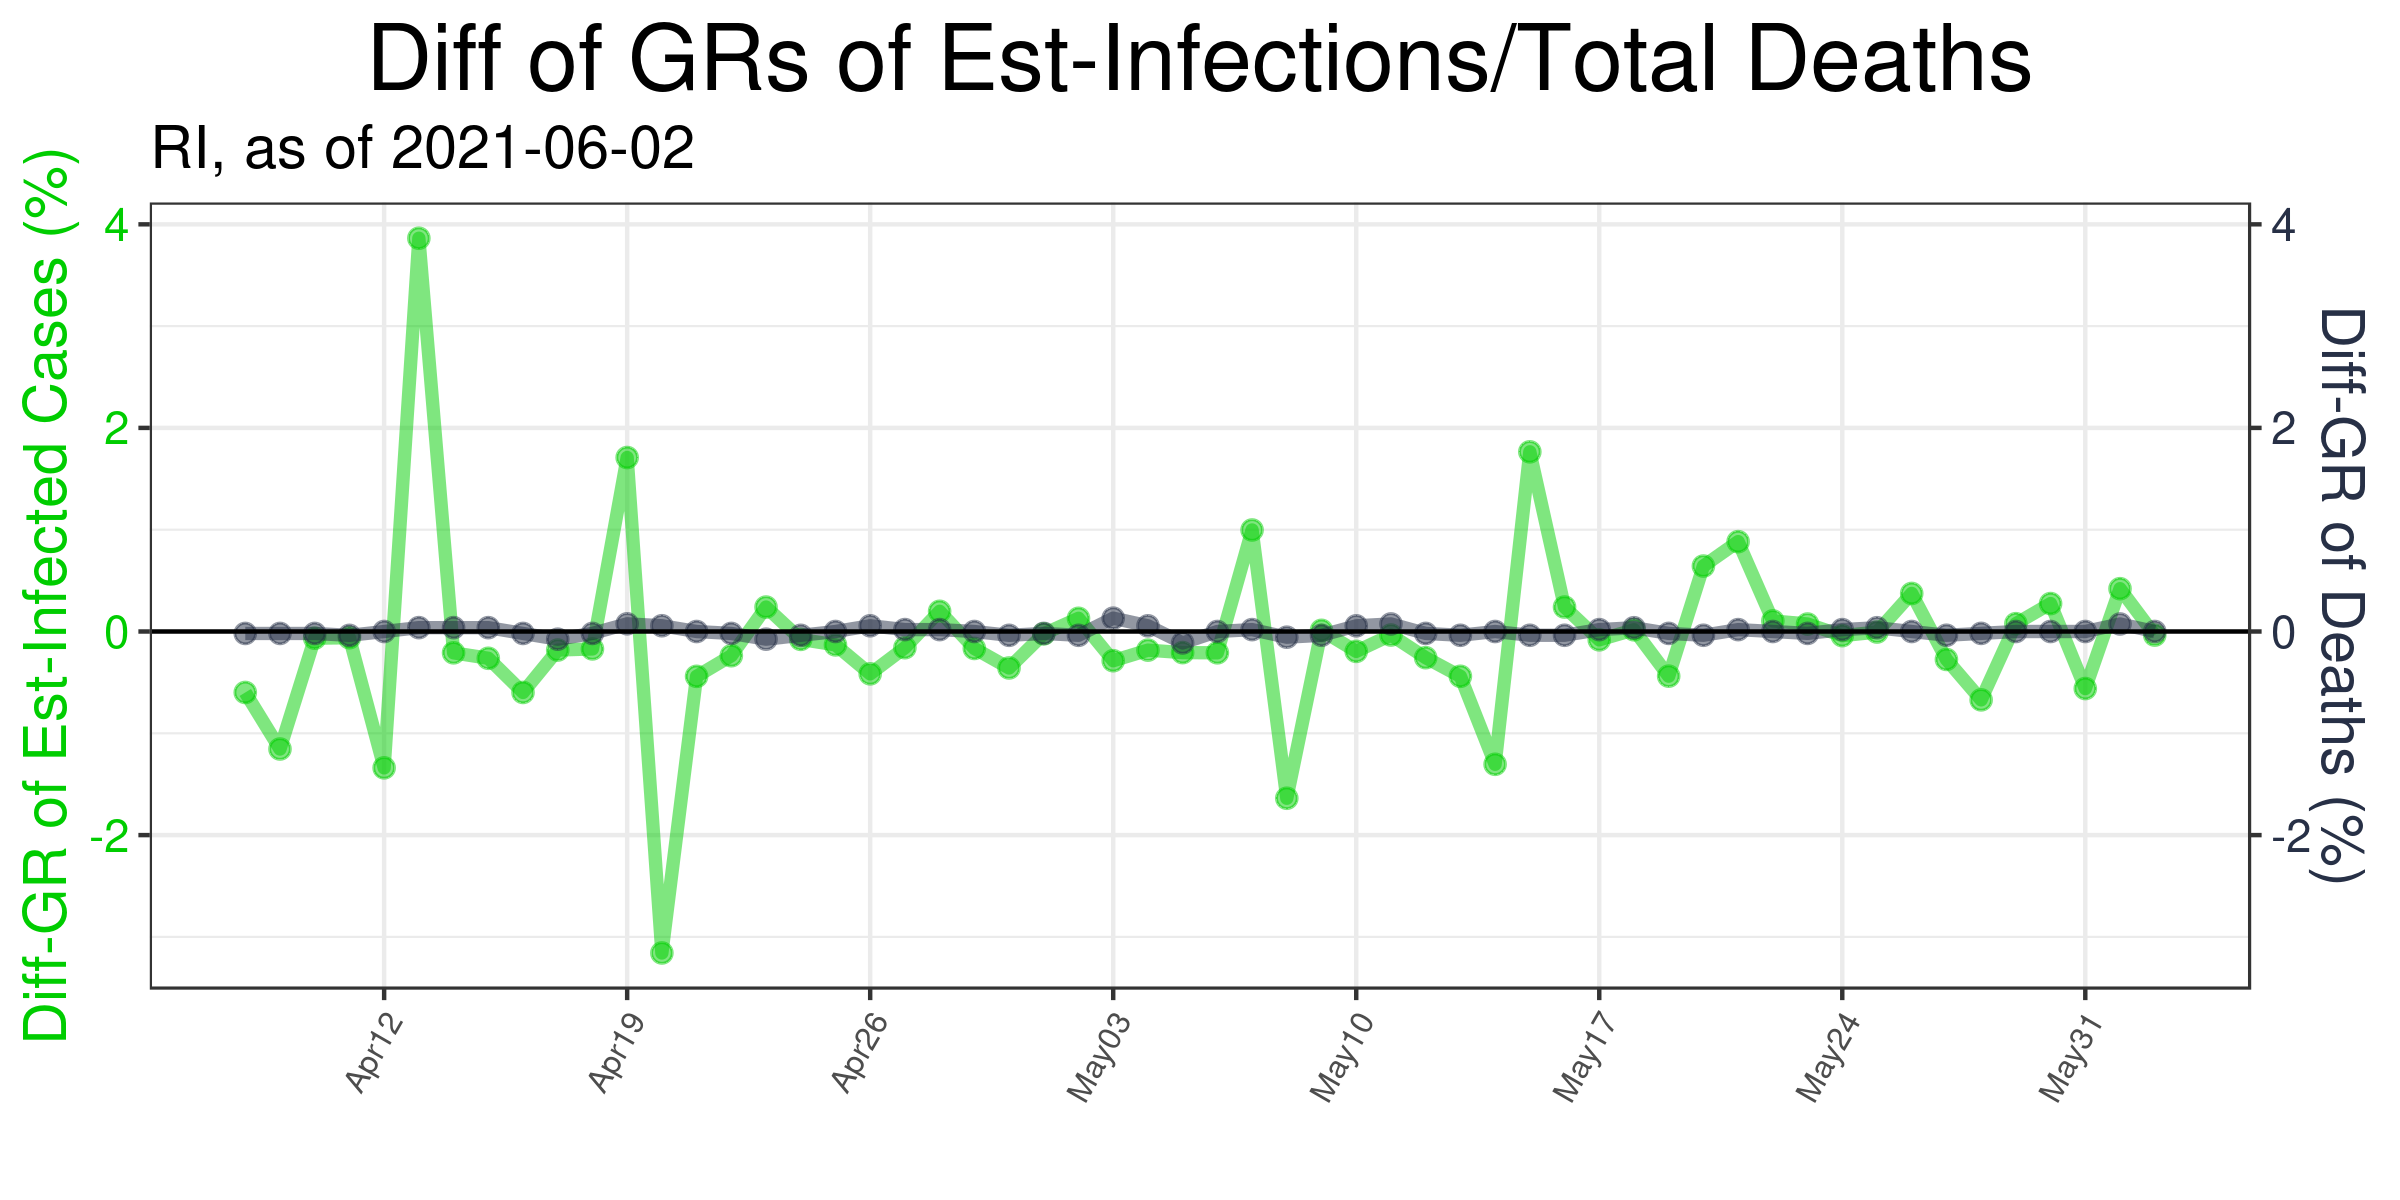 Diff of GRs of Est-Infections/Total Deaths
RI, as of 2021-06-02
Diff-GR of Est-Infected Cases (%)
4
2
0
-2
4
2
0
-2
Diff-GR of Deaths (%)
Apr12
Apr19
Apr26
May03
May10
May17
May24
May31